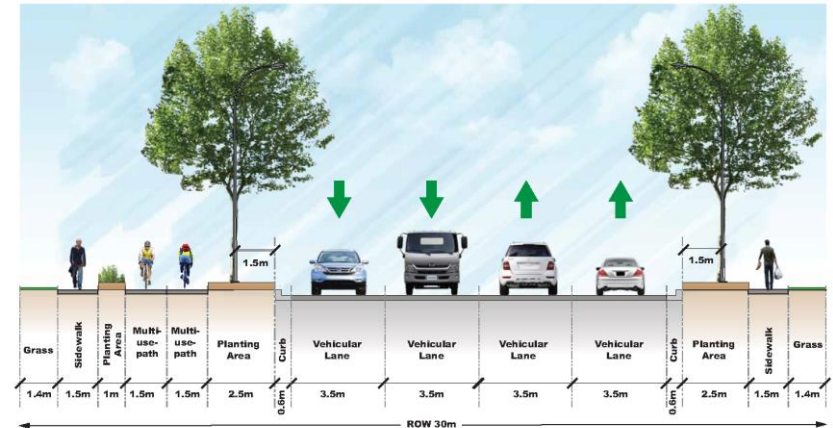 1.5m
1.5m
Grass
Sidewalk
Planting
Area
Multi-
use-
path
Multi-
use-
path
Planting
Area
Curb
Vehicular
Lane
Vehicular
Lane
Vehicular
Lane
Vehicular
Lane
Curb
Planting
Area
Sidewalk
Grass
1.4m 1.5m 1m 1.5m 1.5m 2.5m 0.6m 3.5m 3.5m 3.5m 3.5m 0.6m 2.5m 1.5m 1.4m
ROW 30m